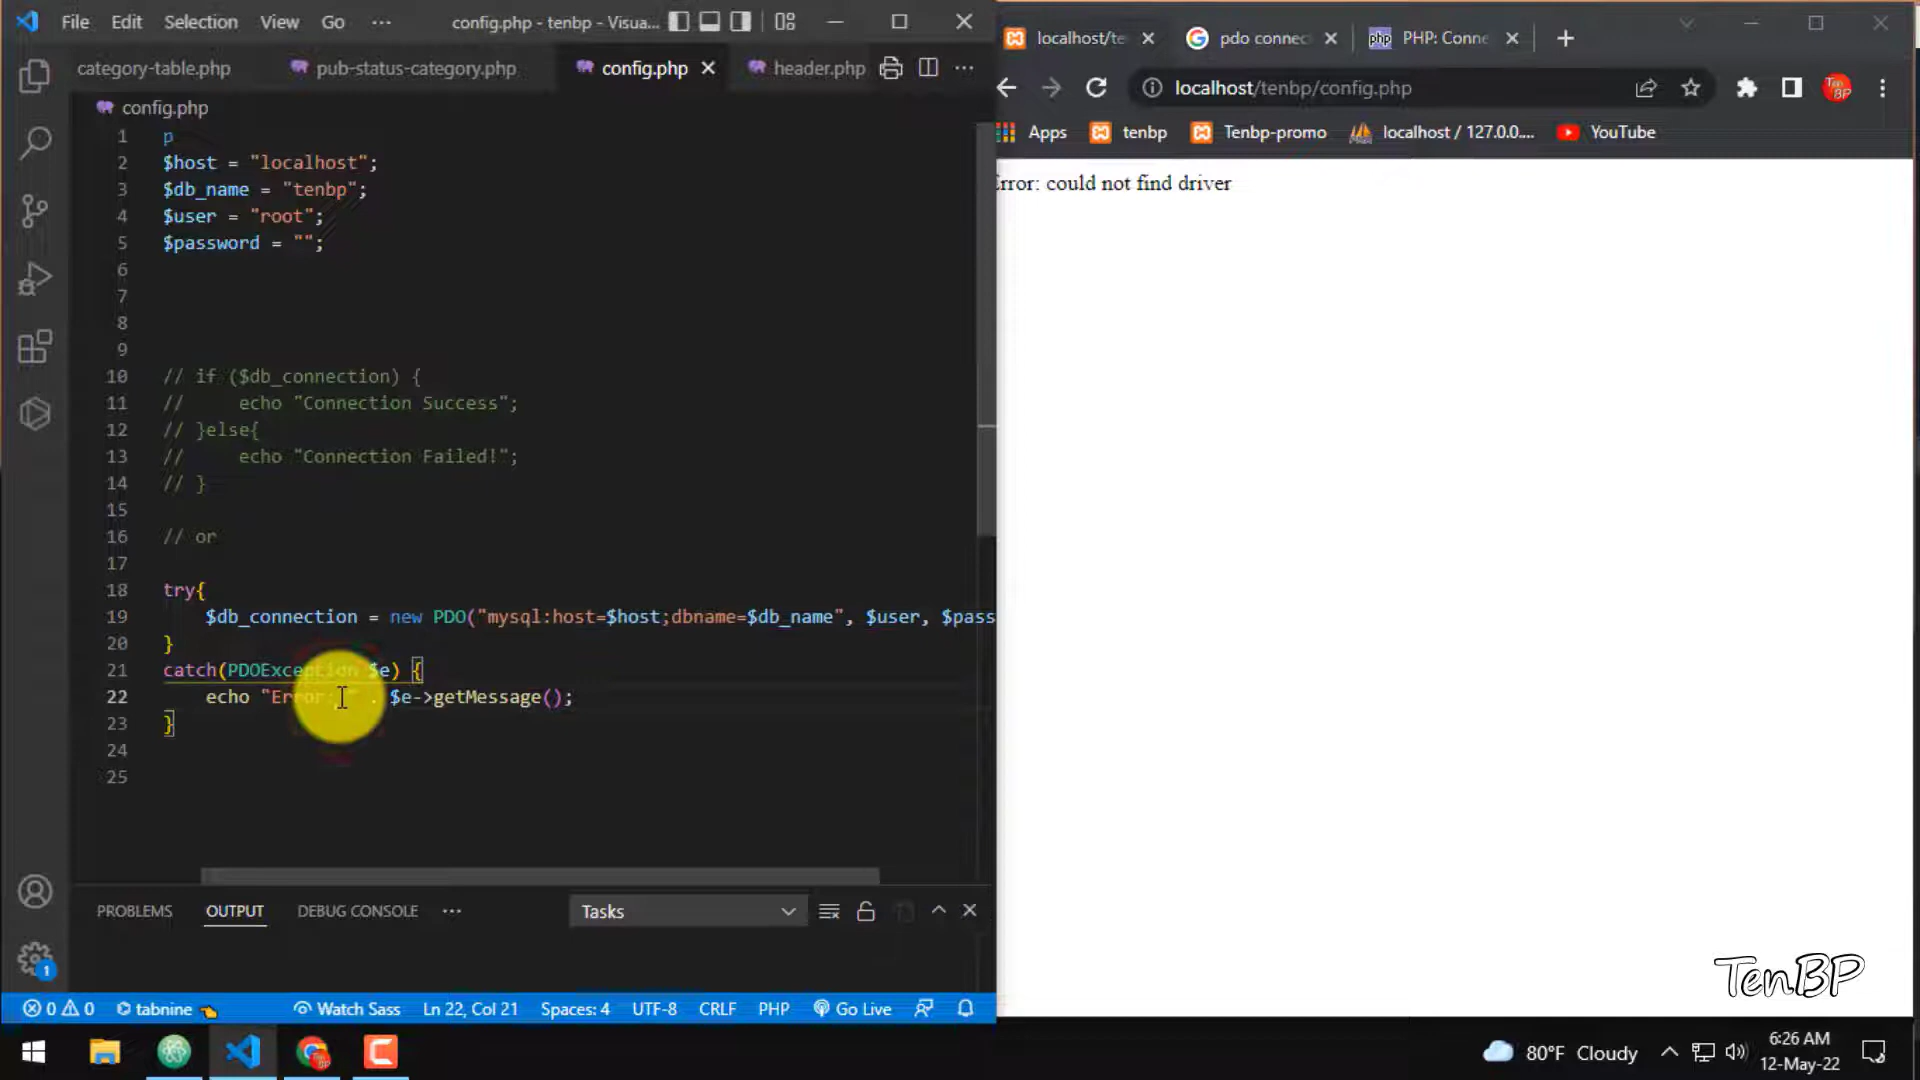 File Edit Selection View Go ··· config.php - tenbp - Visua...
category-table.php pub-status-category.php config.php header.php
config.php
1 p
2 $host = "localhost";
3 $db_name = "tenbp";
4 $user = "root";
5 $password = "";
6
7
8
9
10 // if ($db_connection) {
11 //     echo "Connection Success";
12 // }else{
13 //     echo "Connection Failed!";
14 // }
15
16 // or
17
18 try{
19     $db_connection = new PDO("mysql:host=$host;dbname=$db_name", $user, $pass
20 }
21 catch(PDOException $e) {
22     echo "Error: " . $e->getMessage();
23 }
24
25
PROBLEMS OUTPUT DEBUG CONSOLE ··· Tasks
1
0 0 tabnine Watch Sass Ln 22, Col 21 Spaces: 4 UTF-8 CRLF PHP Go Live
localhost/te pdo connec php PHP: Conne
localhost/tenbp/config.php Ten BP
Apps tenbp Tenbp-promo localhost / 127.0.0.... YouTube
Error: could not find driver
TenBP
80°F Cloudy 6:26 AM
12-May-22